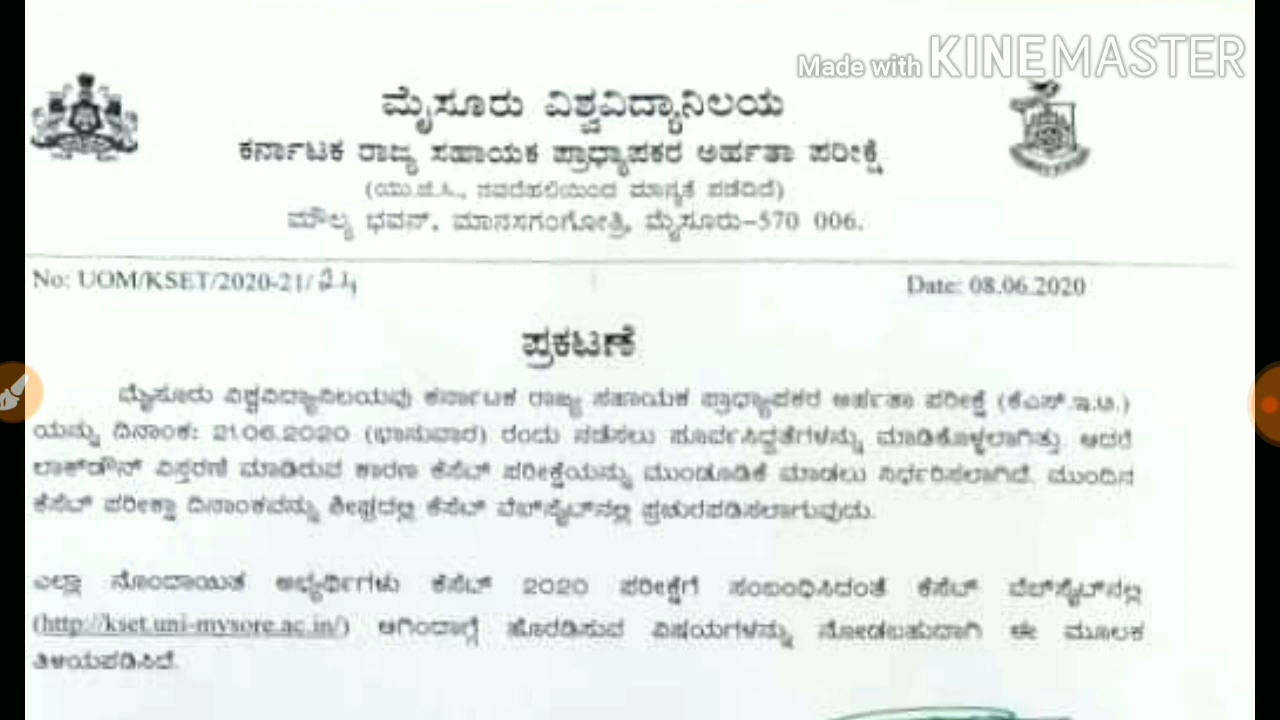 Made with KINEMASTER
ಮೈಸೂರು ವಿಶ್ವವಿದ್ಯಾನಿಲಯ
ಕರ್ನಾಟಕ ರಾಜ್ಯ ಸಹಾಯಕ ಪ್ರಾಧ್ಯಾಪಕರ ಅರ್ಹತಾ ಪರೀಕ್ಷೆ
(ಯು.ಜಿ.ಸಿ., ನವದೆಹಲಿಯಿಂದ ಮಾನ್ಯತೆ ಪಡೆದಿದೆ)
ಮೌಲ್ಯ ಭವನ್, ಮಾನಸಗಂಗೋತ್ರಿ, ಮೈಸೂರು-570 006.
No: UOM/KSET/2020-21/24 Date: 08.06.2020
ಪ್ರಕಟಣೆ
ಮೈಸೂರು ವಿಶ್ವವಿದ್ಯಾನಿಲಯವು ಕರ್ನಾಟಕ ರಾಜ್ಯ ಸಹಾಯಕ ಪ್ರಾಧ್ಯಾಪಕರ ಅರ್ಹತಾ ಪರೀಕ್ಷೆ (ಕೆಎಸ್.ಇ.ಟಿ.)
ಯನ್ನು ದಿನಾಂಕ: 21.06.2020 (ಭಾನುವಾರ) ರಂದು ನಡೆಸಲು ಪೂರ್ವಸಿದ್ಧತೆಗಳನ್ನು ಮಾಡಿಕೊಳ್ಳಲಾಗಿತ್ತು. ಆದರೆ
ಲಾಕ್‌ಡೌನ್ ವಿಸ್ತರಣೆ ಮಾಡಿರುವ ಕಾರಣ ಕೆಸೆಟ್ ಪರೀಕ್ಷೆಯನ್ನು ಮುಂದೂಡಿಕೆ ಮಾಡಲು ನಿರ್ಧರಿಸಲಾಗಿದೆ. ಮುಂದಿನ
ಕೆಸೆಟ್ ಪರೀಕ್ಷಾ ದಿನಾಂಕವನ್ನು ಶೀಘ್ರದಲ್ಲಿ ಕೆಸೆಟ್ ವೆಬ್‌ಸೈಟ್‌ನಲ್ಲಿ ಪ್ರಚುರಪಡಿಸಲಾಗುವುದು.
ಎಲ್ಲಾ ನೊಂದಾಯಿತ ಅಭ್ಯರ್ಥಿಗಳು ಕೆಸೆಟ್ 2020 ಪರೀಕ್ಷೆಗೆ ಸಂಬಂಧಿಸಿದಂತೆ ಕೆಸೆಟ್ ವೆಬ್‌ಸೈಟ್‌ನಲ್ಲಿ
(http://kset.uni-mysore.ac.in/) ಆಗಿಂದಾಗ್ಗೆ ಹೊರಡಿಸುವ ವಿಷಯಗಳನ್ನು ನೋಡಬಹುದಾಗಿ ಈ ಮೂಲಕ
ತಿಳಿಯಪಡಿಸಿದೆ.